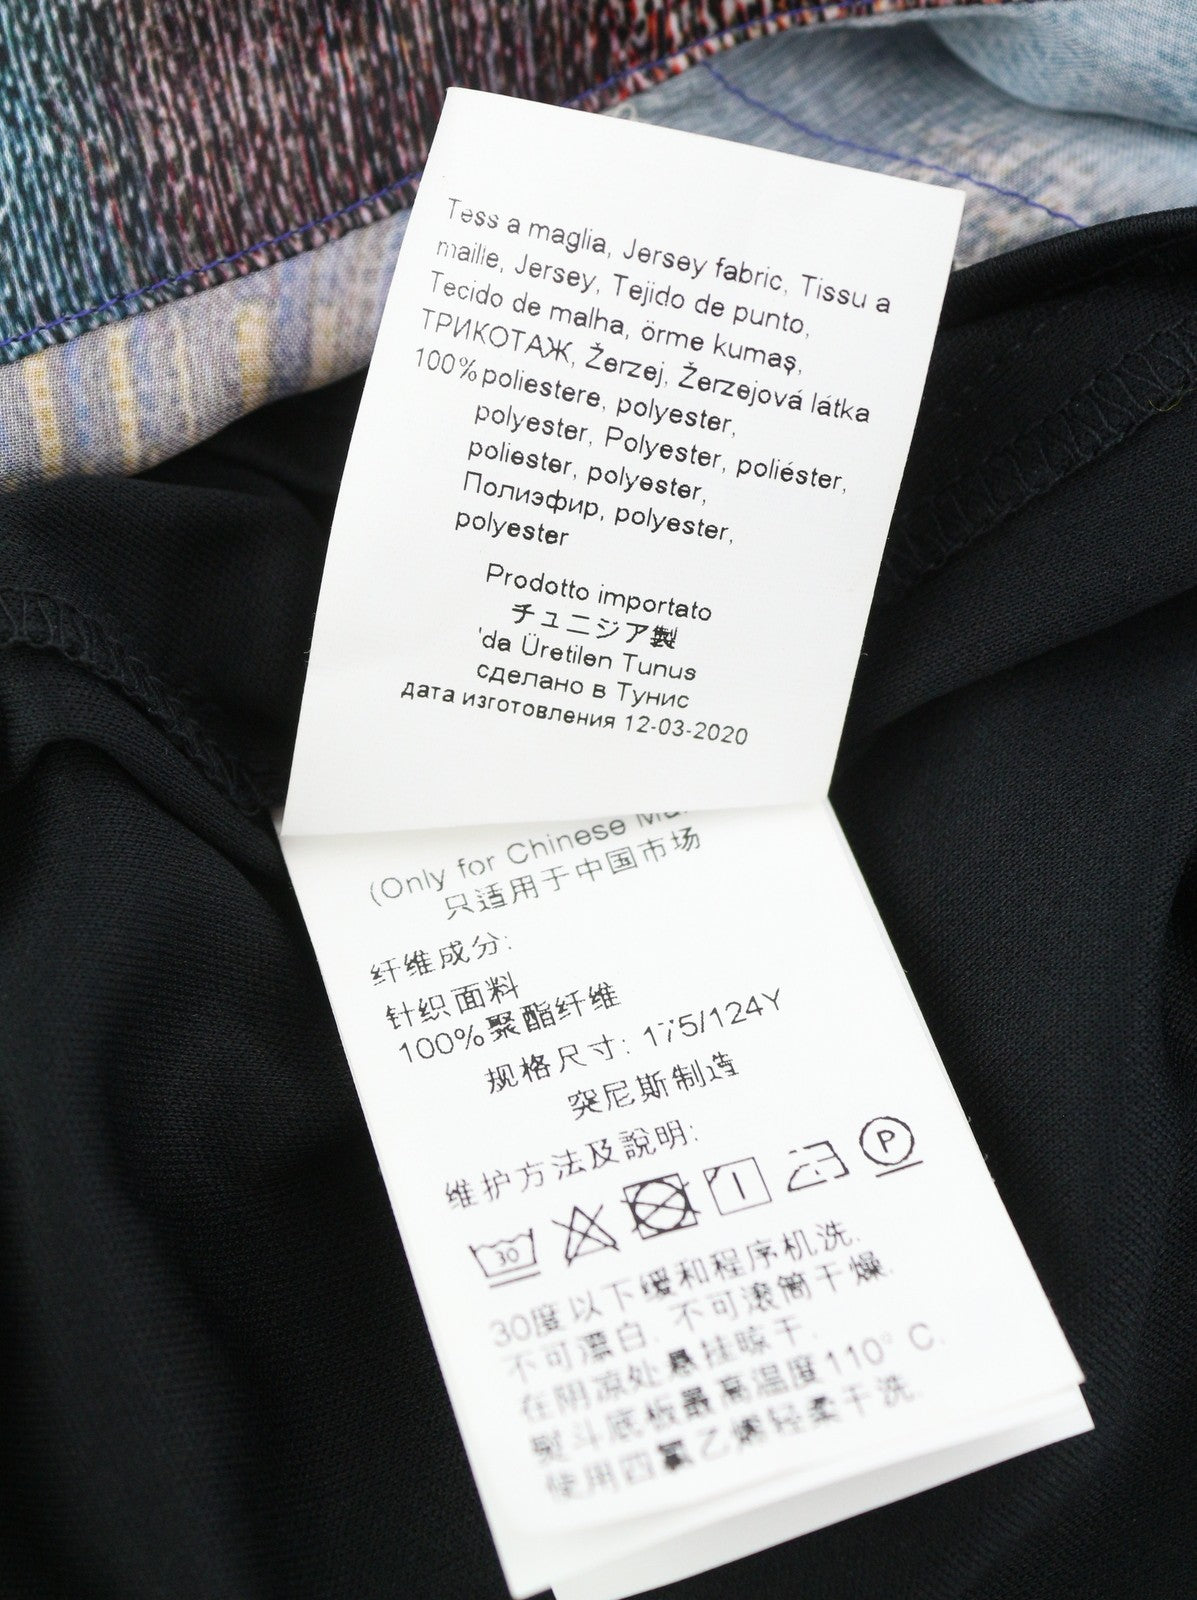 Tess a maglia, Jersey fabric, Tissu a
maille, Jersey, Tejido de punto,
Tecido de malha, örme kumaş,
ТРИКОТАЖ, Žerzej, Žerzejová látka
100% poliestere, polyester,
polyester, Polyester, poliéster,
poliester, polyester,
Полиэфир, polyester,
polyester
Prodotto importato
チュニジア製
'da Üretilen Tunus
сделано в Тунис
дата изготовления 12-03-2020
(Only for Chinese
只适用于中国市场
纤维成分:
针织面料
100%聚酯纤维
规格尺寸: 175/124Y
突尼斯制造
维护方法及說明:
30
P
30度以下缓和程序机洗.
不可漂白. 不可滚筒干燥.
在阴凉处悬挂晾干.
熨斗底板最高温度110° C.
使用四氯乙烯轻柔干洗.